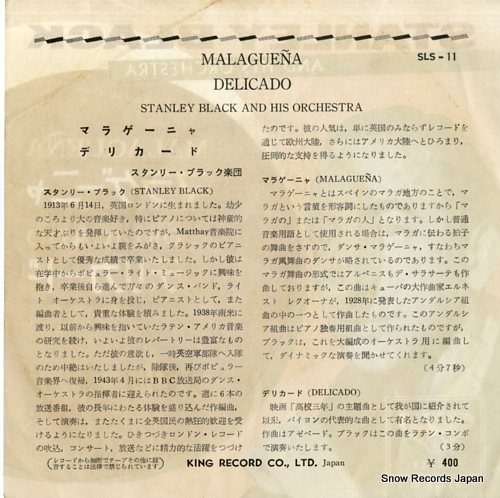 MALAGUEÑA
SLS-11
DELICADO
STANLEY BLACK AND HIS ORCHESTRA
マラゲーニャ
デリカード
スタンリー・ブラック楽団
スタンリー・ブラック (STANLEY BLACK)
1913年6月14日、英国ロンドンに生まれました。幼少
のころより大の音楽好き、特にピアノについては神童的
な天才ぶりを発揮していたのですが、Matthay音楽院に
入ってからもいよいよ腕をみがき、クラシックのピアニ
ストとして優秀な成績で卒業いたしました。しかし彼は
在学中からポピュラー・ライト・ミュージックに興味を
抱き、卒業後自ら進んで方々のダンス・バンド、ライ
ト オーケストラに身を投じ、ピアニストとして、また
編曲者として、貴重な体験を積みました。1938年南米に
渡り、以前から興味を抱いていたラテン・アメリカ音楽
の研究を続け、いよいよ彼のレパートリーは豊富なもの
となりました。ただ彼の意欲も、一時英空軍部隊へ入隊
のため中絶いたしましたが、除隊後、再びポピュラー
音楽界へ復帰、1943年4月にはBBC放送局のダンス・
オーケストラの指揮者に迎えられたのです。週に6本の
放送番組、彼の長年にわたる体験を盛り込んだ作編曲、
そして演奏は、またたくまに全英国民の熱狂的歓迎を受
けるようになりました。ひきつづきロンドン・レコード
の吹込、コンサート、放送などに精力的な活躍をつづけ
たのです。彼の人気は、単に英国のみならずレコードを
通じて欧州大陸、さらにはアメリカ大陸へとひろまり、
圧倒的な支持を得るようになりました。
マラゲーニャ (MALAGUEÑA)
マラゲーニャとはスペインのマラガ地方のことで、マ
ラガという言葉を形容詞にしたものでありますから「マ
ラガの」または「マラガの人」となります。しかし普通
音楽用語として使用される場合は、マラガに伝わる拍子
の舞曲をさすので、ダンサ・マラゲーニャ、すなわちマ
ラガ風舞曲のダンサが略されているのであります。この
マラガ舞曲の形式ではアルベニスもデ・サラサーテも作
曲しておりますが、この曲はキューバの大作曲家エルネ
スト レクオーナが、1928年に発表したアンダルシア組
曲の中の一つとして作曲したものです。このアンダルシ
ア組曲はピアノ独奏用組曲として作られたものですが、
ブラックは、これを大編成のオーケストラ用に編曲し
て、ダイナミックな演奏を聞かせてくれます。
(4分7秒)
デリカード (DELICADO)
映画「高校三年」の主題曲として我が国に紹介されて
以来、バイヨンの代表的な曲として有名となりました。
作曲はアゼベード。ブラックはこの曲をラテン・コンボ
で演奏いたします。
(3分)
(レコードから無断でテープその他に録
音することは法律で禁じられています)
KING RECORD CO., LTD. Japan
¥ 400
Snow Records Japan